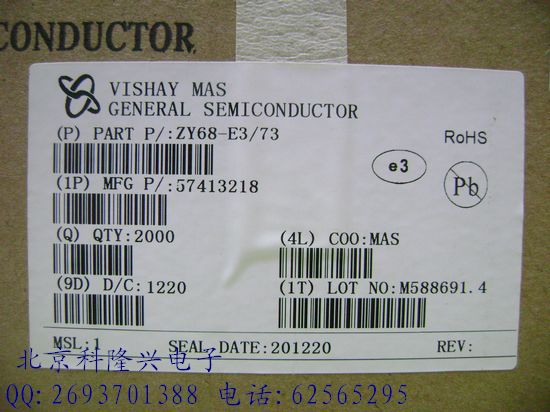 CONDUCTOR
VISHAY MAS
GENERAL SEMICONDUCTOR
(P) PART P/:ZY68-E3/73
RoHS
(1P) MFG P/:57413218
e3
Pb
(Q) QTY:2000
(4L) COO:MAS
(9D) D/C:1220
(1T) LOT NO:M588691.4
MSL:1 SEAL DATE:201220 REV:
北京科隆兴电子
QQ:2693701388 电话:62565295